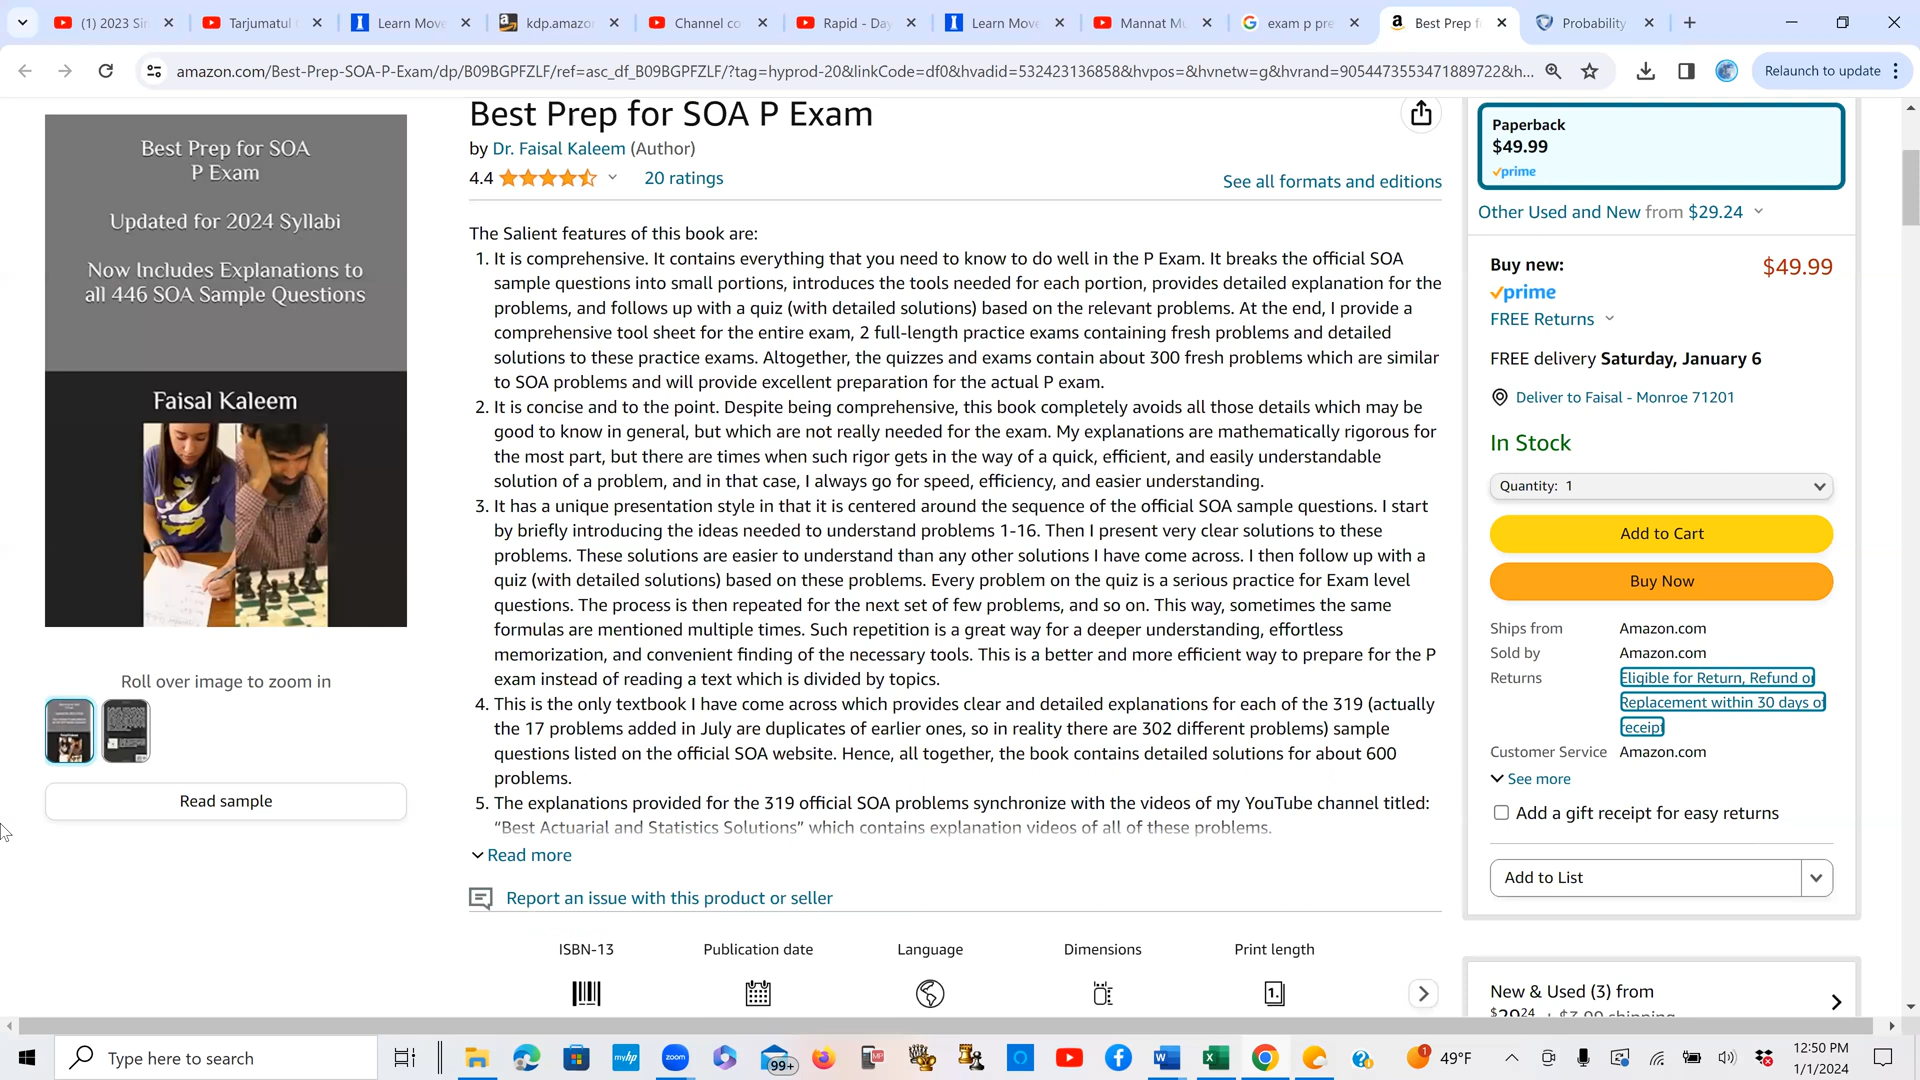 (1) 2023 Sin
Tarjumatul
Learn Move
kdp.amazo
Channel co
Rapid - Day
Learn Move
Mannat Mu
exam p pre
Best Prep f
Probability
amazon.com/Best-Prep-SOA-P-Exam/dp/B09BGPFZLF/ref=asc_df_B09BGPFZLF/?tag=hyprod-20&linkCode=df0&hvadid=532423136858&hvpos=&hvnetw=g&hvrand=9054473553471889722&h...
Relaunch to update
Best Prep for SOA
P Exam
Updated for 2024 Syllabi
Now Includes Explanations to
all 446 SOA Sample Questions
Faisal Kaleem
Roll over image to zoom in
Read sample
Best Prep for SOA P Exam
by Dr. Faisal Kaleem (Author)
4.4 20 ratings
See all formats and editions
The Salient features of this book are:
1. It is comprehensive. It contains everything that you need to know to do well in the P Exam. It breaks the official SOA
sample questions into small portions, introduces the tools needed for each portion, provides detailed explanation for the
problems, and follows up with a quiz (with detailed solutions) based on the relevant problems. At the end, I provide a
comprehensive tool sheet for the entire exam, 2 full-length practice exams containing fresh problems and detailed
solutions to these practice exams. Altogether, the quizzes and exams contain about 300 fresh problems which are similar
to SOA problems and will provide excellent preparation for the actual P exam.
2. It is concise and to the point. Despite being comprehensive, this book completely avoids all those details which may be
good to know in general, but which are not really needed for the exam. My explanations are mathematically rigorous for
the most part, but there are times when such rigor gets in the way of a quick, efficient, and easily understandable
solution of a problem, and in that case, I always go for speed, efficiency, and easier understanding.
3. It has a unique presentation style in that it is centered around the sequence of the official SOA sample questions. I start
by briefly introducing the ideas needed to understand problems 1-16. Then I present very clear solutions to these
problems. These solutions are easier to understand than any other solutions I have come across. I then follow up with a
quiz (with detailed solutions) based on these problems. Every problem on the quiz is a serious practice for Exam level
questions. The process is then repeated for the next set of few problems, and so on. This way, sometimes the same
formulas are mentioned multiple times. Such repetition is a great way for a deeper understanding, effortless
memorization, and convenient finding of the necessary tools. This is a better and more efficient way to prepare for the P
exam instead of reading a text which is divided by topics.
4. This is the only textbook I have come across which provides clear and detailed explanations for each of the 319 (actually
the 17 problems added in July are duplicates of earlier ones, so in reality there are 302 different problems) sample
questions listed on the official SOA website. Hence, all together, the book contains detailed solutions for about 600
problems.
5. The explanations provided for the 319 official SOA problems synchronize with the videos of my YouTube channel titled:
“Best Actuarial and Statistics Solutions” which contains explanation videos of all of these problems.
Read more
Report an issue with this product or seller
ISBN-13
Publication date
Language
Dimensions
Print length
1.
Paperback
$49.99
prime
Other Used and New from $29.24
Buy new:
$49.99
prime
FREE Returns
FREE delivery Saturday, January 6
Deliver to Faisal - Monroe 71201
In Stock
Quantity: 1
Add to Cart
Buy Now
Ships from Amazon.com
Sold by Amazon.com
Returns Eligible for Return, Refund or
Replacement within 30 days of
receipt
Customer Service Amazon.com
See more
Add a gift receipt for easy returns
Add to List
New & Used (3) from
$29²⁴ + $3.99 shipping
Type here to search
myhp
zoom
99+
1
49°F
12:50 PM
1/1/2024